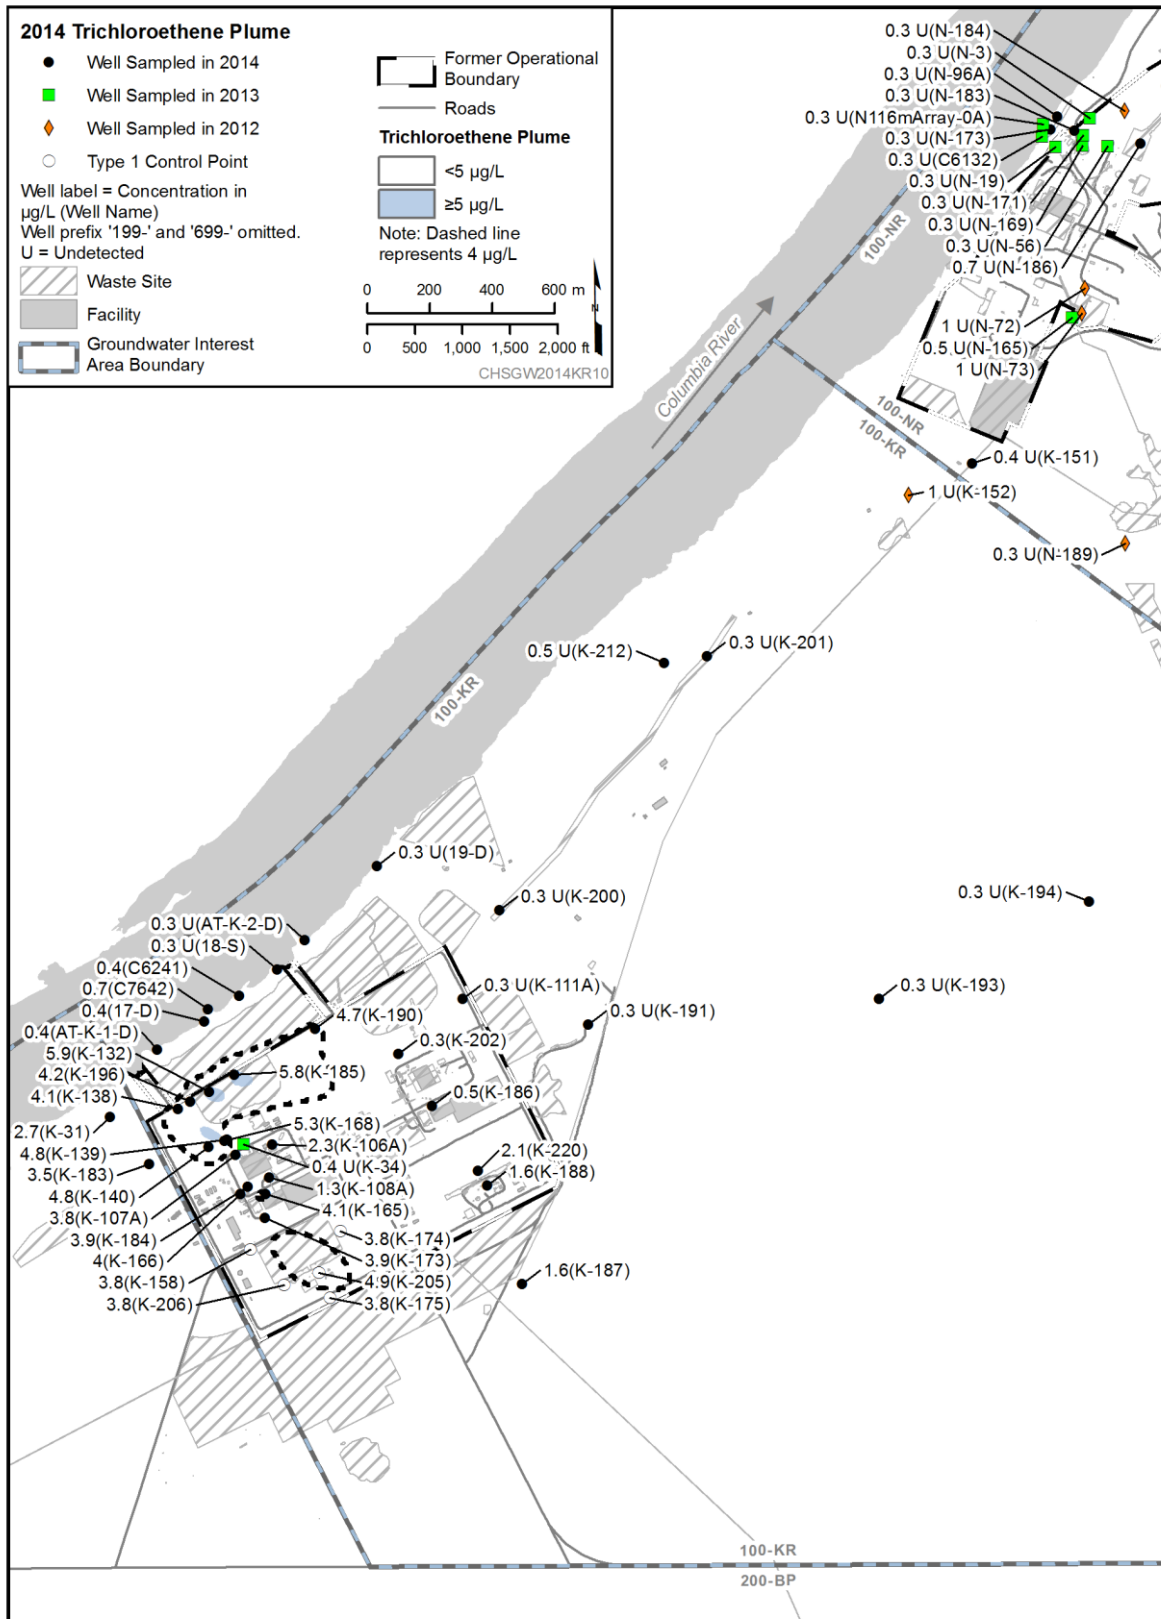 2014 Trichloroethene Plume
Well Sampled in 2014
Well Sampled in 2013
Well Sampled in 2012
Type 1 Control Point
Well label = Concentration in
µg/L (Well Name)
Well prefix '199-' and '699-' omitted.
U = Undetected
Waste Site
Facility
Groundwater Interest
Area Boundary
Former Operational
Boundary
Roads
Trichloroethene Plume
<5 µg/L
≥5 µg/L
Note: Dashed line
represents 4 µg/L
0 200 400 600 m
N
0 500 1,000 1,500 2,000 ft
CHSGW2014KR10
0.3 U(N-184)
0.3 U(N-3)
0.3 U(N-96A)
0.3 U(N-183)
0.3 U(N116mArray-0A)
0.3 U(N-173)
0.3 U(C6132)
0.3 U(N-19)
0.3 U(N-171)
0.3 U(N-169)
0.3 U(N-56)
0.7 U(N-186)
100-NR
1 U(N-72)
0.5 U(N-165)
1 U(N-73)
Columbia River
100-NR
100-KR
0.4 U(K-151)
1 U(K-152)
0.3 U(N-189)
0.5 U(K-212)
0.3 U(K-201)
100-KR
0.3 U(19-D)
0.3 U(K-200)
0.3 U(K-194)
0.3 U(AT-K-2-D)
0.3 U(18-S)
0.4(C6241)
0.7(C7642)
0.4(17-D)
0.4(AT-K-1-D)
5.9(K-132)
4.2(K-196)
4.1(K-138)
2.7(K-31)
4.8(K-139)
3.5(K-183)
4.8(K-140)
3.8(K-107A)
3.9(K-184)
4(K-166)
3.8(K-158)
3.8(K-206)
0.3 U(K-111A)
0.3 U(K-193)
4.7(K-190)
0.3 U(K-191)
0.3(K-202)
5.8(K-185)
0.5(K-186)
5.3(K-168)
2.3(K-106A)
0.4 U(K-34)
1.3(K-108A)
4.1(K-165)
2.1(K-220)
1.6(K-188)
3.8(K-174)
3.9(K-173)
4.9(K-205)
3.8(K-175)
1.6(K-187)
100-KR
200-BP